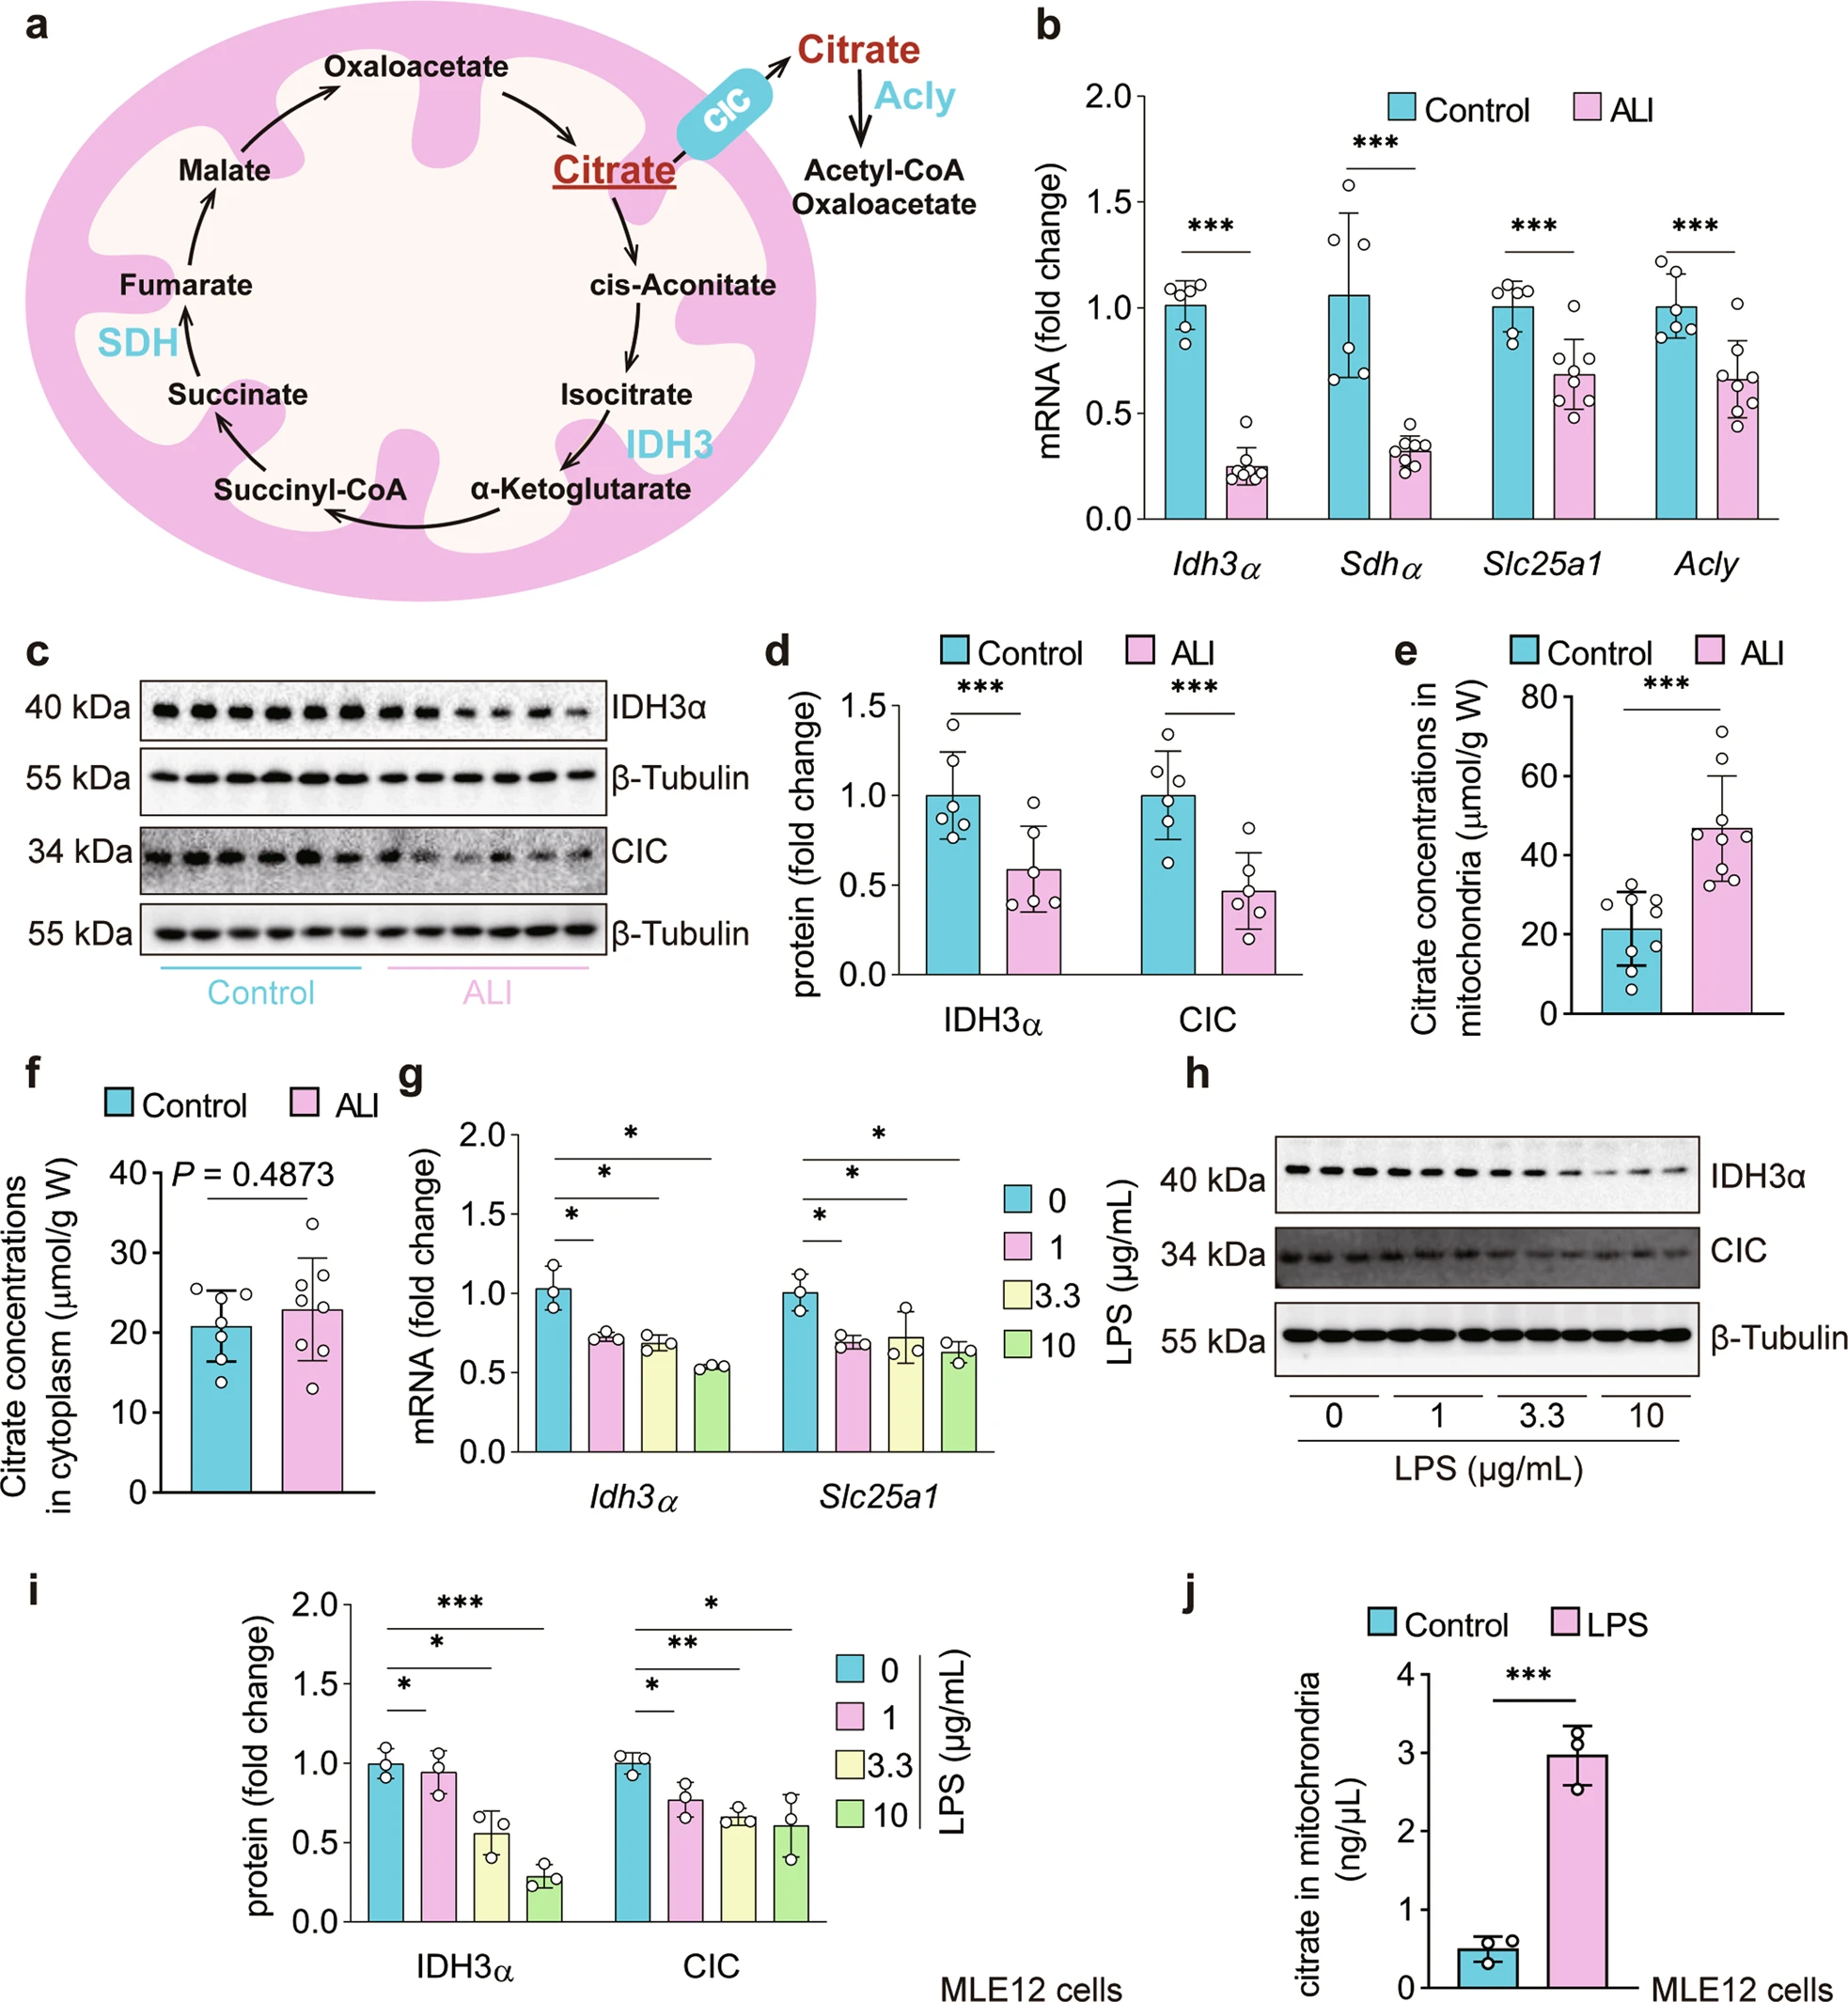 a
Oxaloacetate
Citrate
CIC
Citrate
Acly
Acetyl-CoA
Oxaloacetate
cis-Aconitate
Isocitrate
IDH3
α-Ketoglutarate
Succinyl-CoA
Succinate
SDH
Fumarate
Malate
b
Control
ALI
mRNA (fold change)
2.0
1.5
1.0
0.5
0.0
***
***
***
***
Idh3α
Sdhα
Slc25a1
Acly
c
40 kDa
IDH3α
55 kDa
β-Tubulin
34 kDa
CIC
55 kDa
β-Tubulin
Control
ALI
d
Control
ALI
protein (fold change)
1.5
1.0
0.5
0.0
***
***
IDH3α
CIC
e
Control
ALI
Citrate concentrations in
mitochondria (μmol/g W)
80
60
40
20
0
***
f
Control
ALI
Citrate concentrations
in cytoplasm (μmol/g W)
40
30
20
10
0
P = 0.4873
g
mRNA (fold change)
2.0
1.5
1.0
0.5
0.0
*
*
*
*
*
*
Idh3α
Slc25a1
0
1
3.3
10
LPS (μg/mL)
h
40 kDa
IDH3α
34 kDa
CIC
55 kDa
β-Tubulin
0
1
3.3
10
LPS (μg/mL)
i
protein (fold change)
2.0
1.5
1.0
0.5
0.0
***
*
*
*
**
*
IDH3α
CIC
0
1
3.3
10
LPS (μg/mL)
MLE12 cells
j
Control
LPS
citrate in mitochrondria
(ng/μL)
4
3
2
1
0
***
MLE12 cells